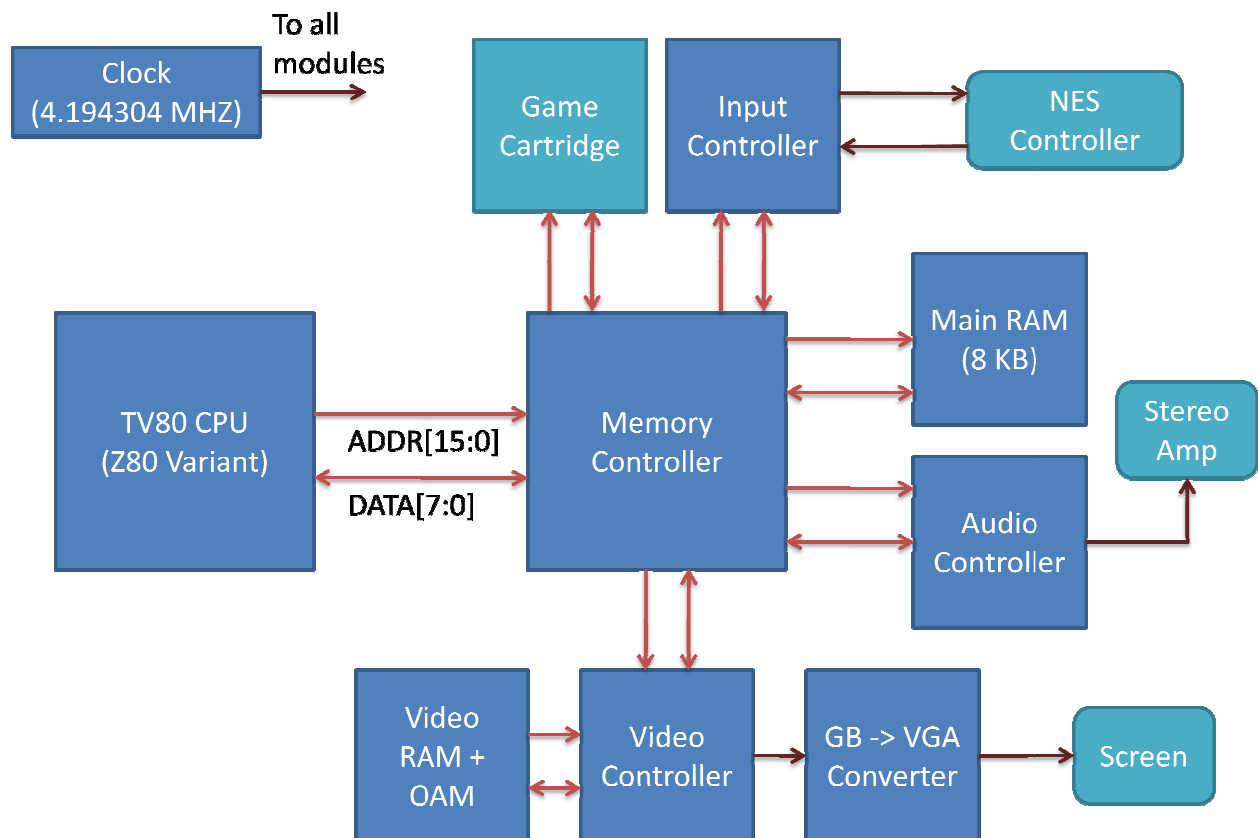 Clock
(4.194304 MHZ)
To all
modules
Game
Cartridge
Input
Controller
NES
Controller
TV80 CPU
(Z80 Variant)
ADDR[15:0]
DATA[7:0]
Memory
Controller
Main RAM
(8 KB)
Stereo
Amp
Audio
Controller
Video
RAM +
OAM
Video
Controller
GB -> VGA
Converter
Screen